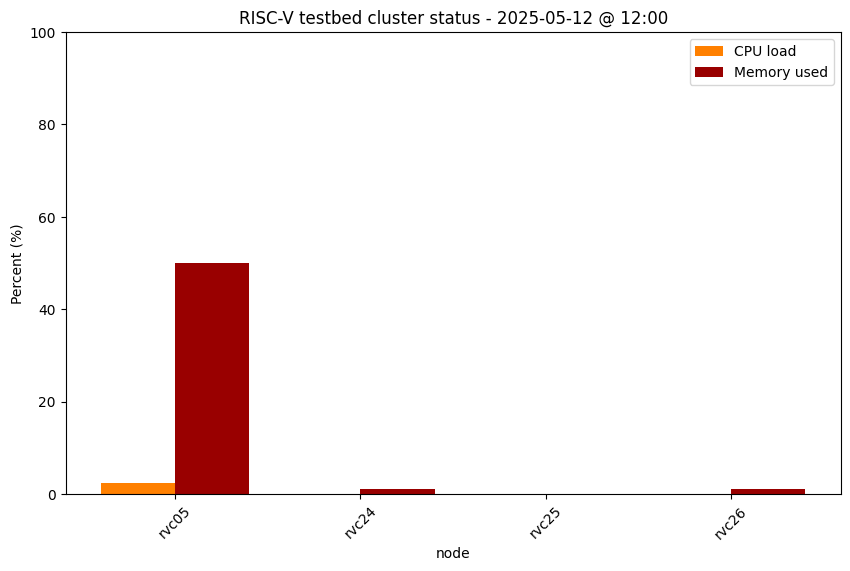 RISC-V testbed cluster status - 2025-05-12 @ 12:00
CPU load
Memory used
Percent (%)
100
80
60
40
20
0
rvc05
rvc24
rvc25
rvc26
node